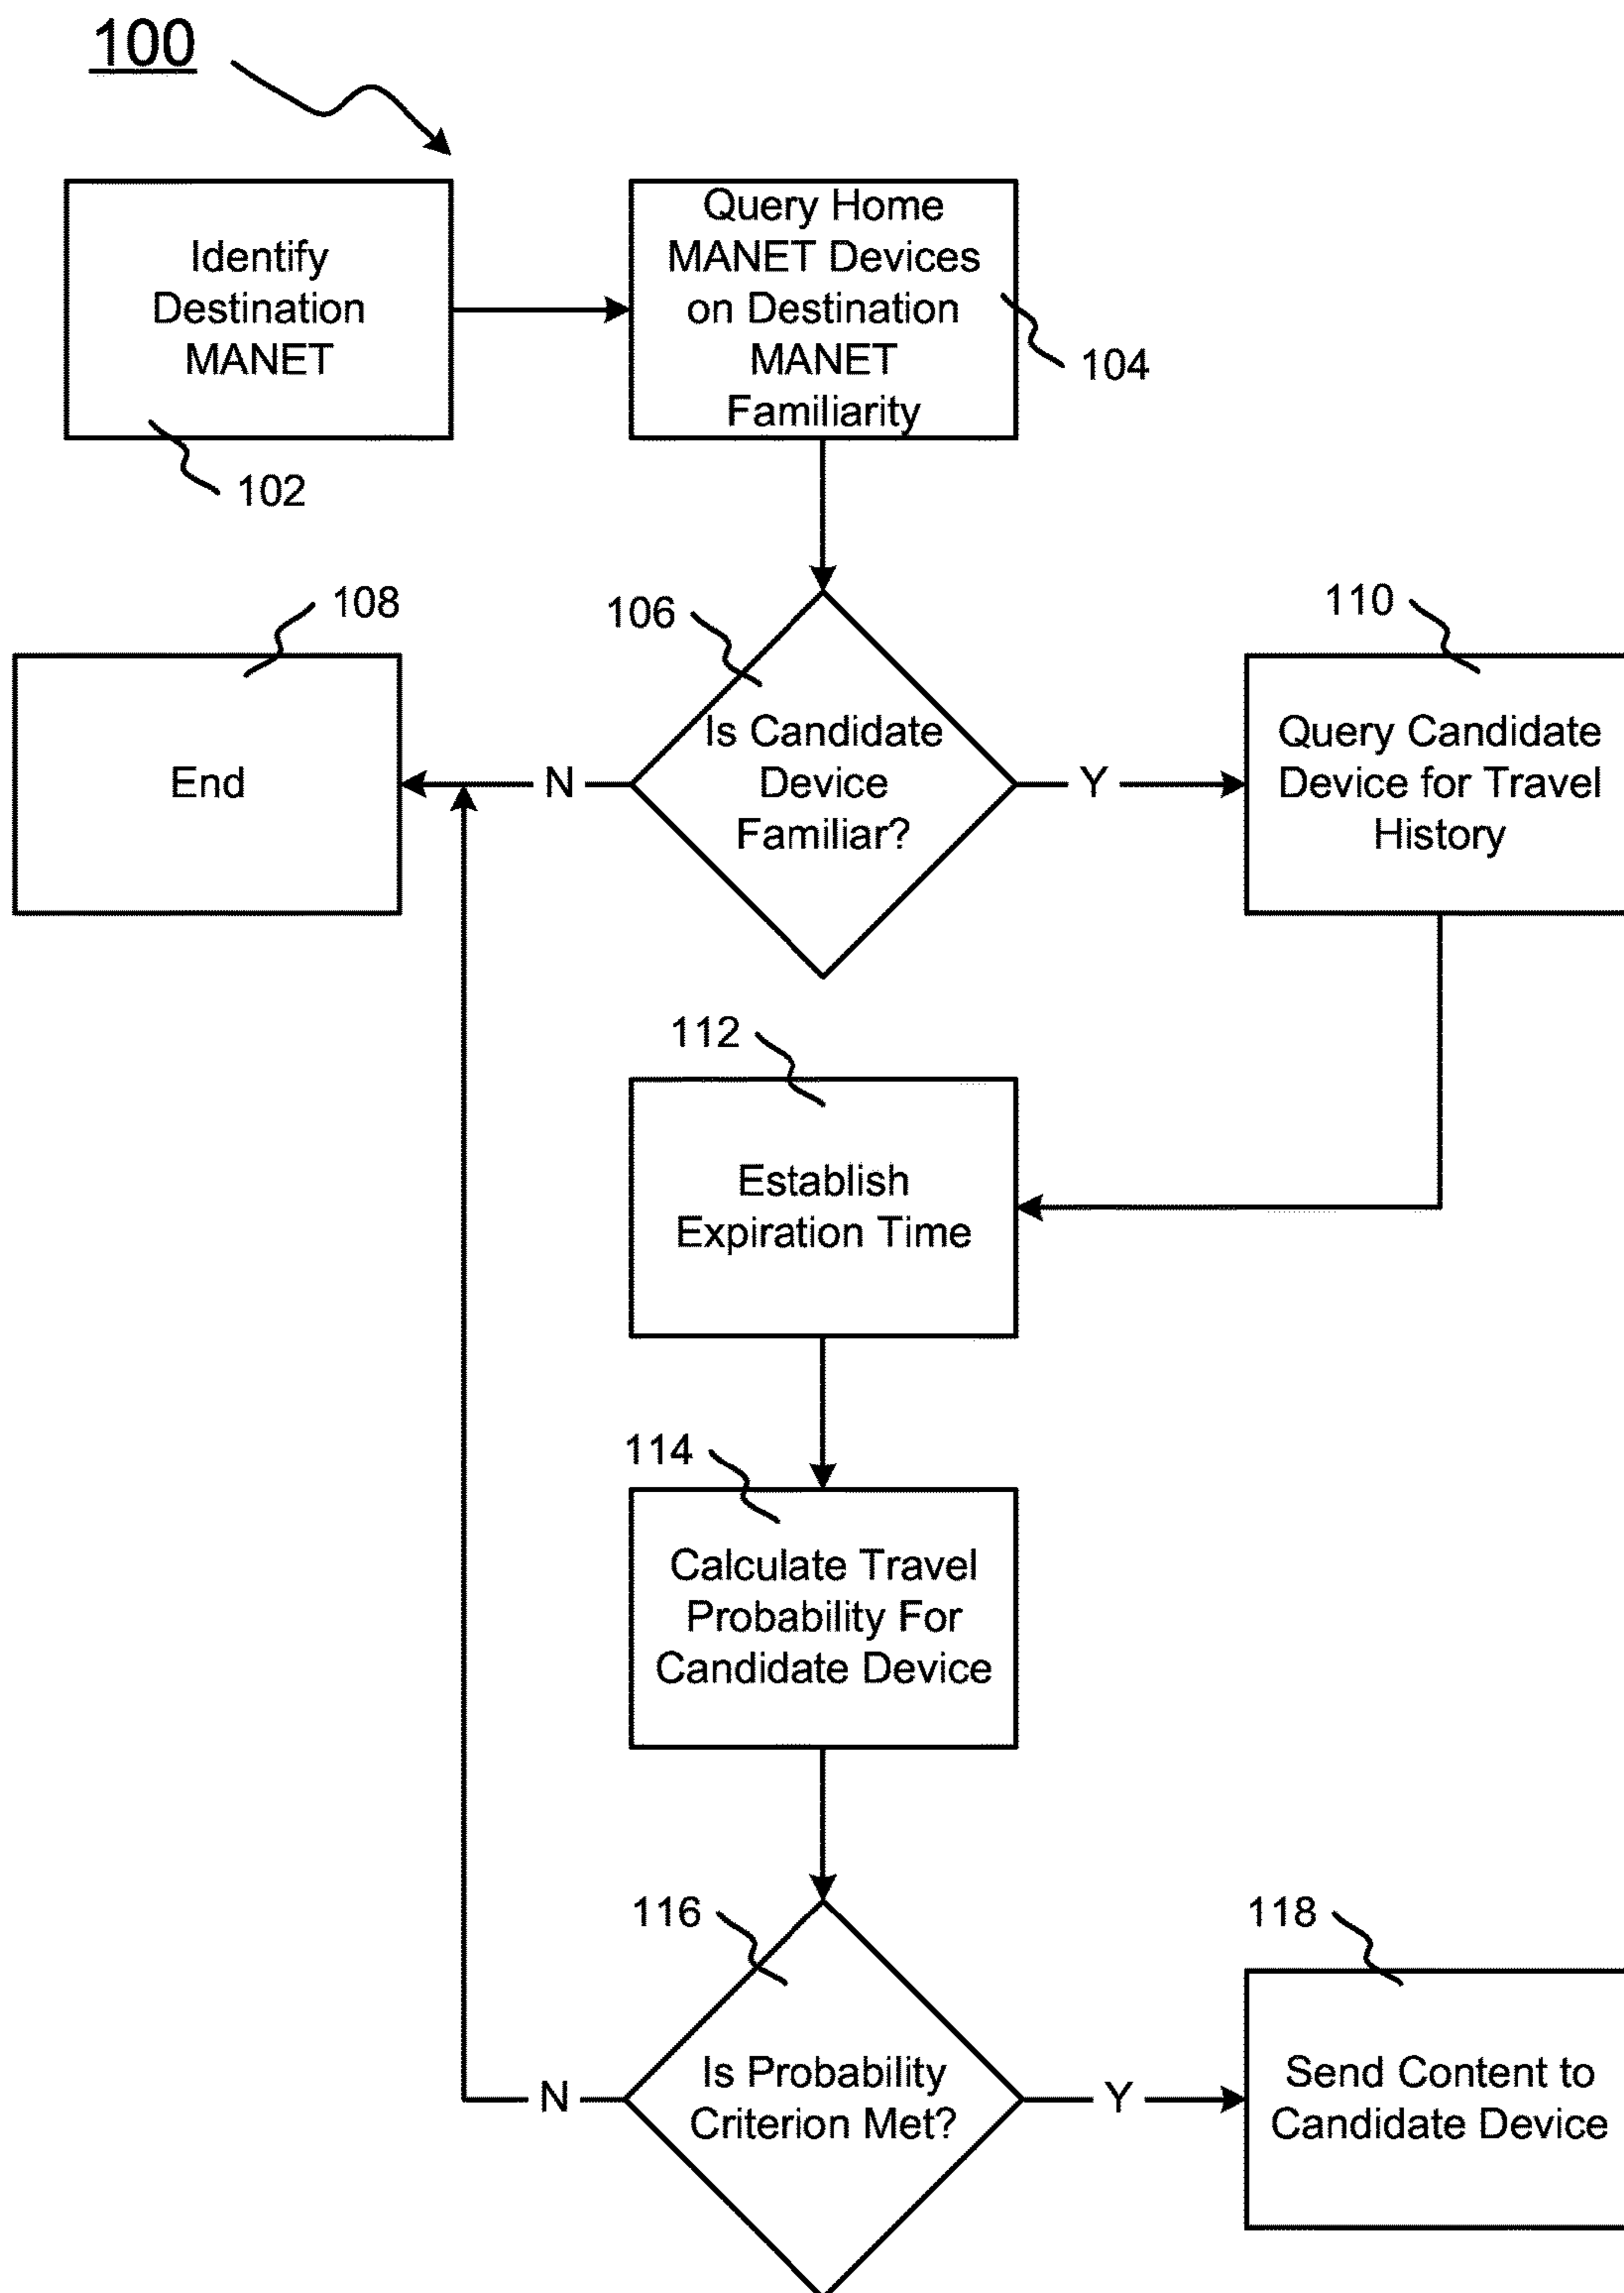 100
Identify
Destination
MANET
102
Query Home
MANET Devices
on Destination
MANET
Familiarity
104
108
End
106
Is Candidate
Device
Familiar?
N
Y
110
Query Candidate
Device for Travel
History
112
Establish
Expiration Time
114
Calculate Travel
Probability For
Candidate Device
116
Is Probability
Criterion Met?
N
Y
118
Send Content to
Candidate Device